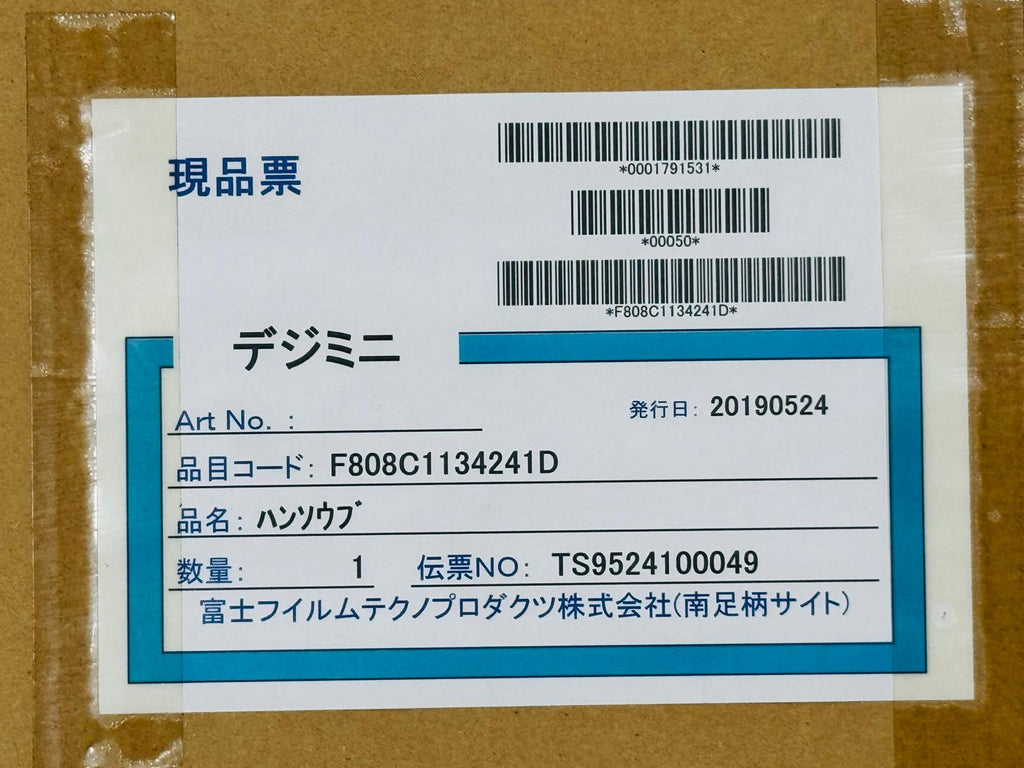 現品票
*0001791531*
*00050*
*F808C1134241D*
デジミニ
Art No. :
発行日: 20190524
品目コード: F808C1134241D
品名: ﾊﾝｿｳﾌﾞ
数量: 1 伝票NO: TS9524100049
富士フイルムテクノプロダクツ株式会社(南足柄サイト)